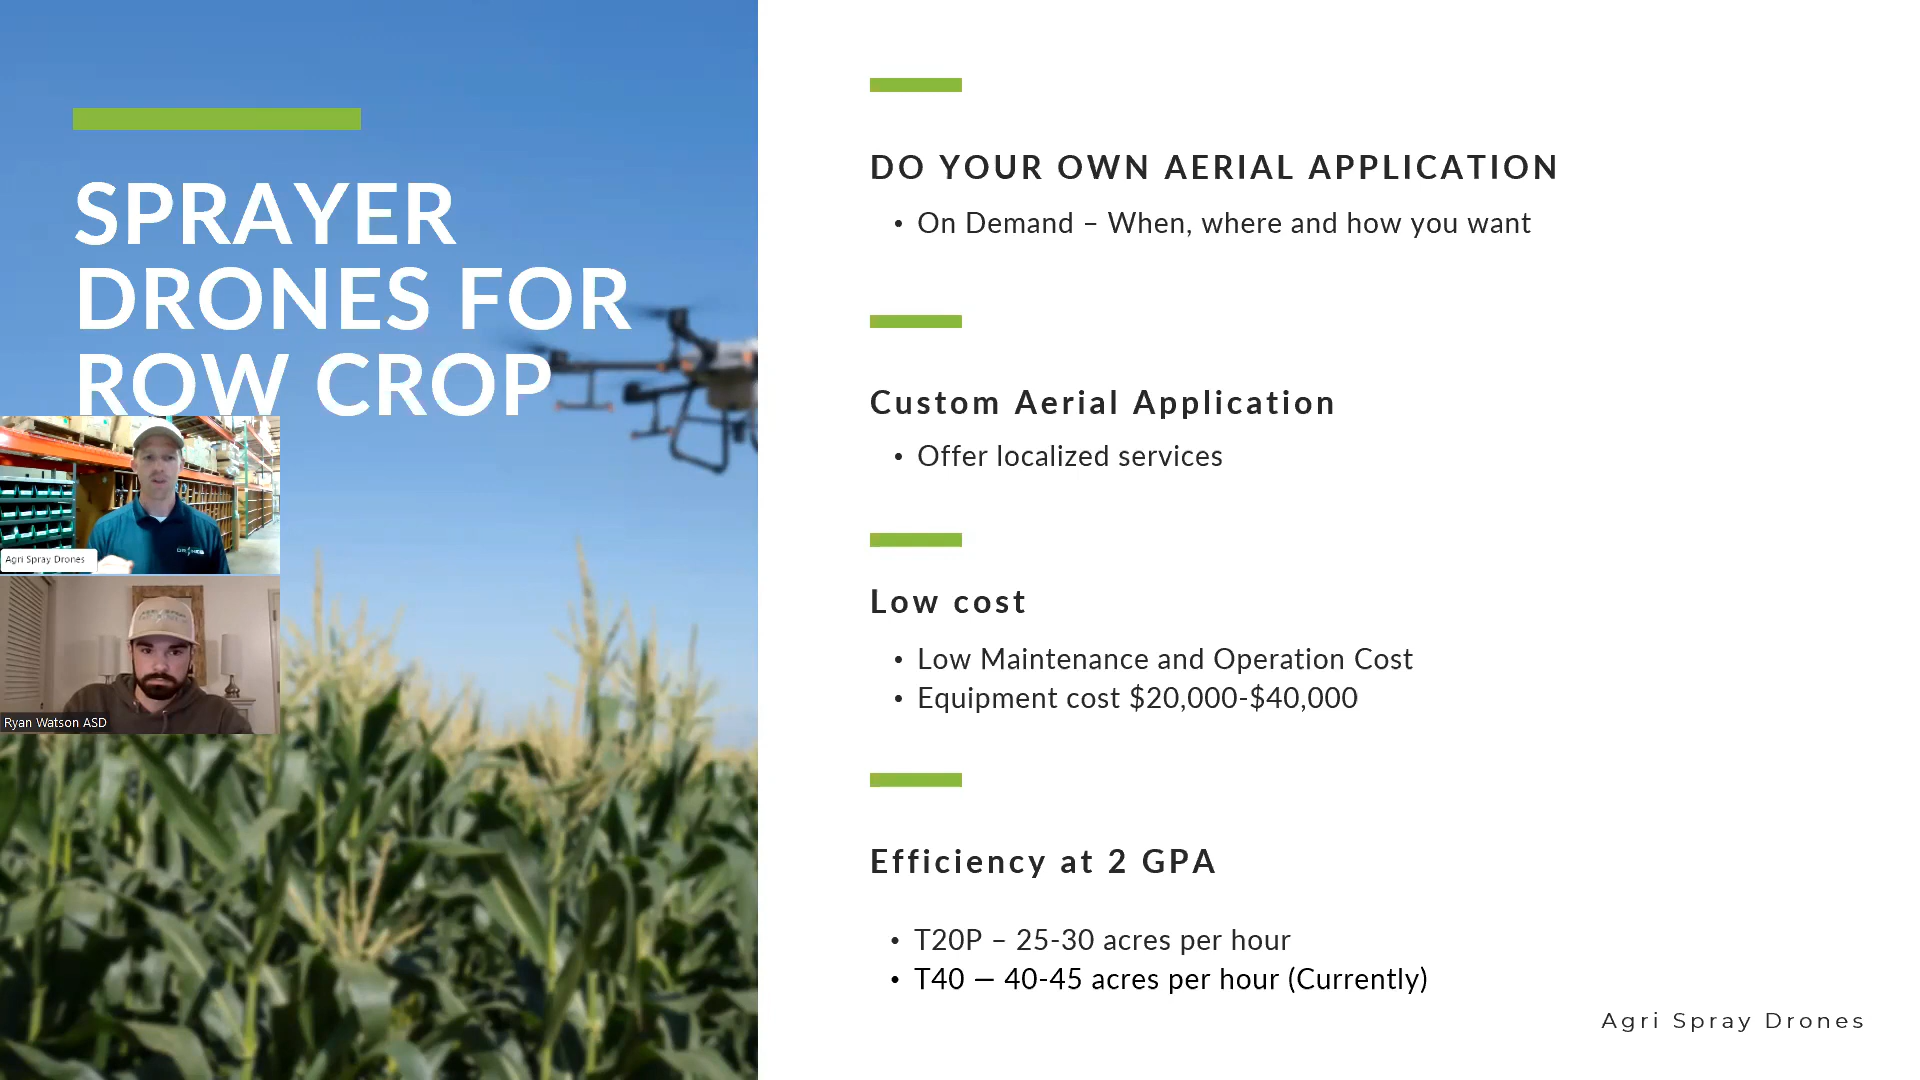 SPRAYER
DRONES FOR
ROW CROP
Agri Spray Drones
Ryan Watson ASD
DO YOUR OWN AERIAL APPLICATION
• On Demand – When, where and how you want
Custom Aerial Application
• Offer localized services
Low cost
• Low Maintenance and Operation Cost
• Equipment cost $20,000-$40,000
Efficiency at 2 GPA
• T20P – 25-30 acres per hour
• T40 — 40-45 acres per hour (Currently)
Agri Spray Drones